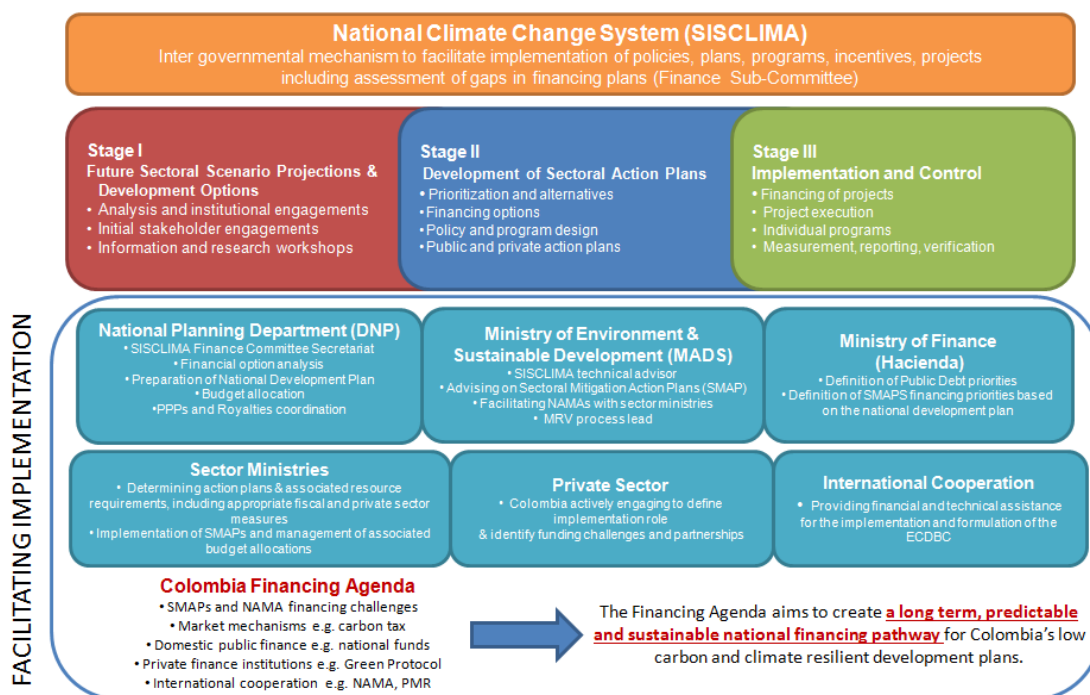 National Climate Change System (SISCLIMA)
Inter governmental mechanism to facilitate implementation of policies, plans, programs, incentives, projects
including assessment of gaps in financing plans (Finance Sub-Committee)
Stage I
Future Sectoral Scenario Projections &
Development Options
• Analysis and institutional engagements
• Initial stakeholder engagements
• Information and research workshops
Stage II
Development of Sectoral Action Plans
• Prioritization and alternatives
• Financing options
• Policy and program design
• Public and private action plans
Stage III
Implementation and Control
• Financing of projects
• Project execution
• Individual programs
• Measurement, reporting, verification
FACILITATING IMPLEMENTATION
National Planning Department (DNP)
• SISCLIMA Finance Committee Secretariat
• Financial option analysis
• Preparation of National Development Plan
• Budget allocation
• PPPs and Royalties coordination
Ministry of Environment &
Sustainable Development (MADS)
• SISCLIMA technical advisor
• Advising on Sectoral Mitigation Action Plans (SMAP)
• Facilitating NAMAs with sector ministries
• MRV process lead
Ministry of Finance
(Hacienda)
• Definition of Public Debt priorities
• Definition of SMAPS financing priorities based
on the national development plan
Sector Ministries
• Determining action plans & associated resource
requirements, including appropriate fiscal and private sector
measures
• Implementation of SMAPs and management of associated
budget allocations
Private Sector
• Colombia actively engaging to define
implementation role
& identify funding challenges and partnerships
International Cooperation
• Providing financial and technical assistance
for the implementation and formulation of the
ECDBC
Colombia Financing Agenda
• SMAPs and NAMA financing challenges
• Market mechanisms e.g. carbon tax
• Domestic public finance e.g. national funds
• Private finance institutions e.g. Green Protocol
• International cooperation e.g. NAMA, PMR
The Financing Agenda aims to create a long term, predictable
and sustainable national financing pathway for Colombia's low
carbon and climate resilient development plans.